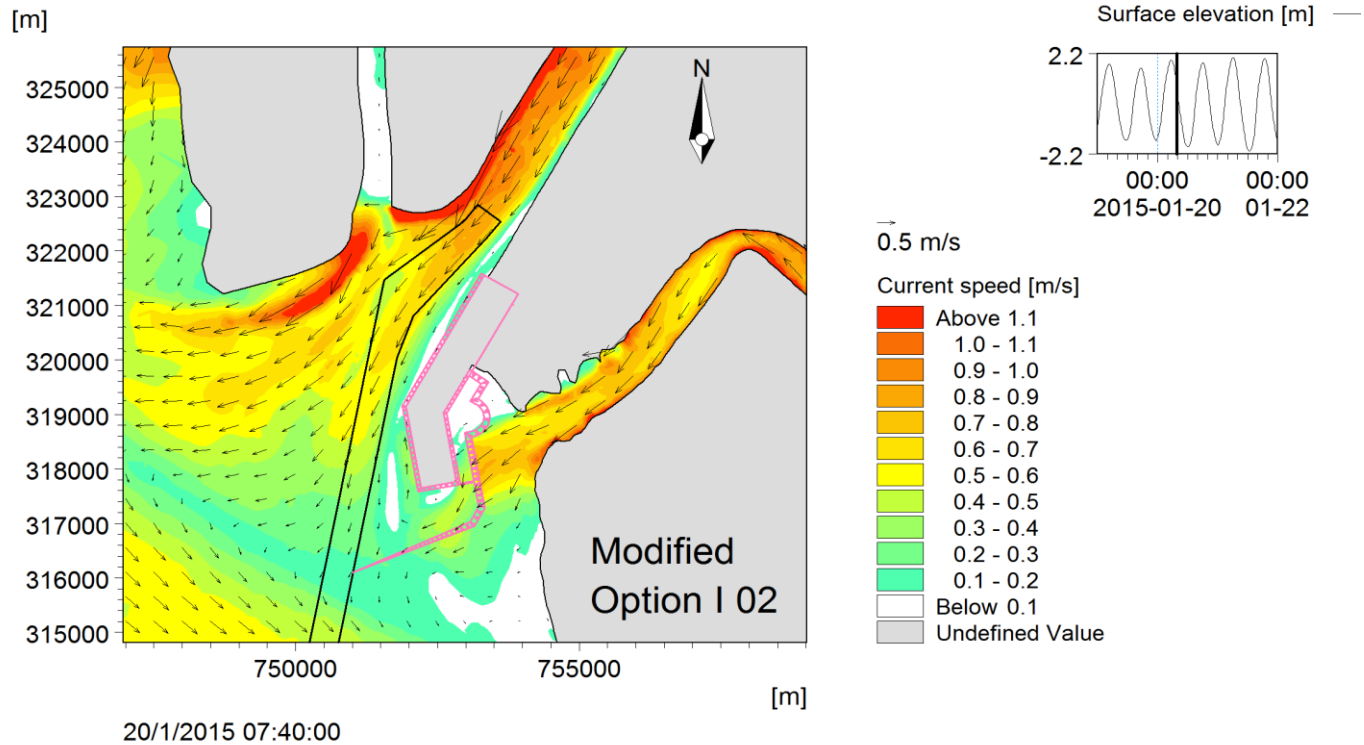 [m]
325000
324000
323000
322000
321000
320000
319000
318000
317000
316000
315000
750000
755000
[m]
N
Modified
Option I 02
20/1/2015 07:40:00
Surface elevation [m]
2.2
-2.2
00:00
00:00
2015-01-20
01-22
0.5 m/s
Current speed [m/s]
Above 1.1
1.0 - 1.1
0.9 - 1.0
0.8 - 0.9
0.7 - 0.8
0.6 - 0.7
0.5 - 0.6
0.4 - 0.5
0.3 - 0.4
0.2 - 0.3
0.1 - 0.2
Below 0.1
Undefined Value